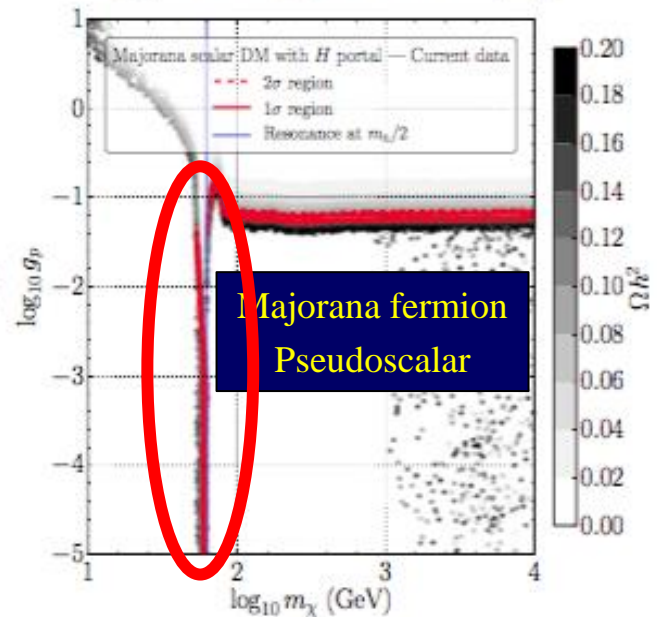 Majorana scalar DM with H portal — Current data
2σ region
1σ region
Resonance at mₕ/2
Majorana fermion
Pseudoscalar
log₁₀ gₚ
1
0
−1
−2
−3
−4
−5
1
2
3
4
log₁₀ mᵪ (GeV)
0.20
0.18
0.16
0.14
0.12
0.10
0.08
0.06
0.04
0.02
0.00
Ωh²